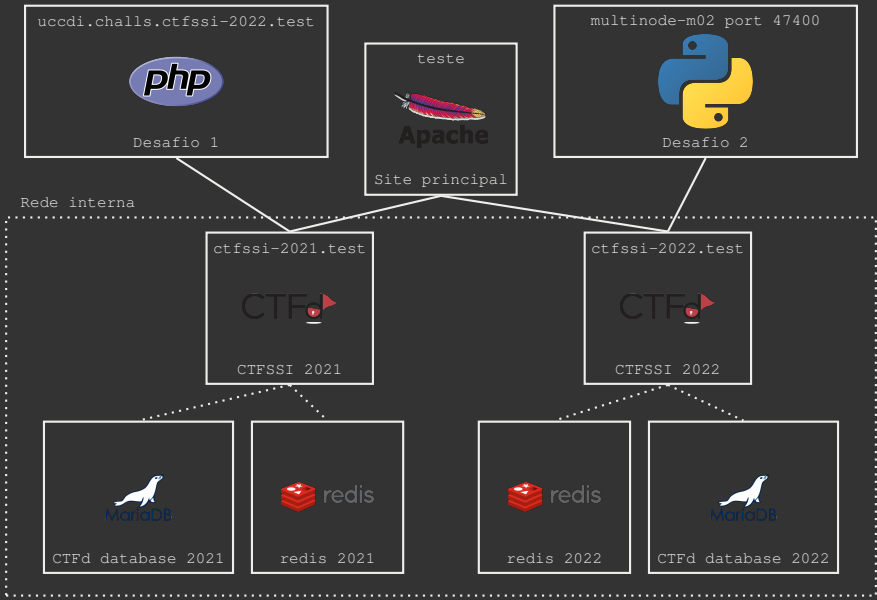 uccdi.challs.ctfssi-2022.test
php
Desafio 1
teste
Apache
Site principal
multinode-m02 port 47400
Desafio 2
Rede interna
ctfssi-2021.test
CTFd
CTFSSI 2021
ctfssi-2022.test
CTFd
CTFSSI 2022
MariaDB
CTFd database 2021
redis
redis 2021
redis
redis 2022
MariaDB
CTFd database 2022